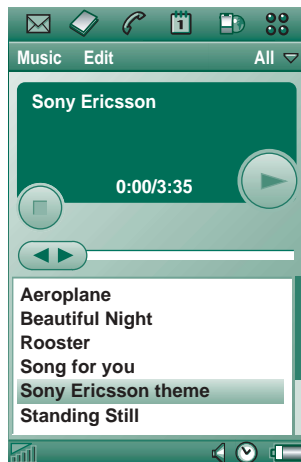 1
Music Edit All
Sony Ericsson
0:00/3:35
Aeroplane
Beautiful Night
Rooster
Song for you
Sony Ericsson theme
Standing Still